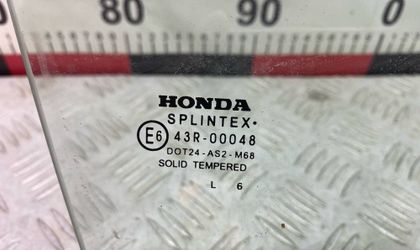 80 90 0
HONDA
SPLINTEX•
E6 43R-00048
DOT24-AS2-M68
SOLID TEMPERED
L 6